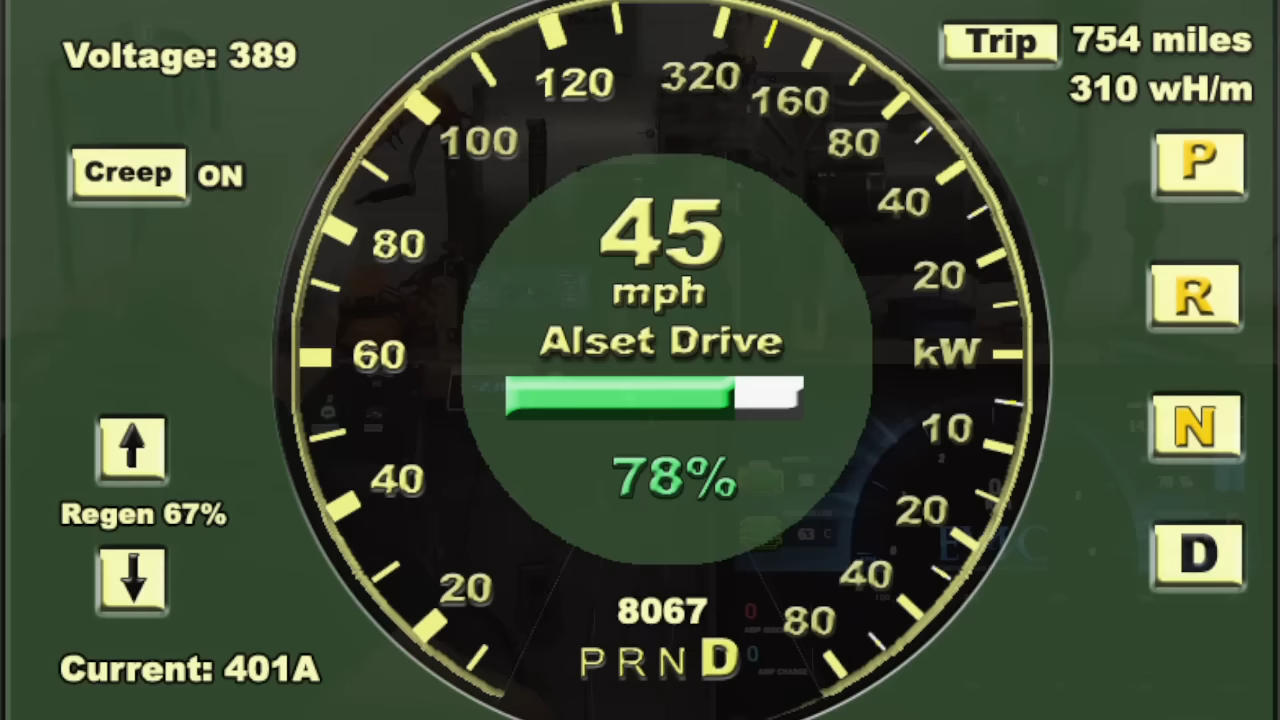 Voltage: 389
Trip 754 miles
310 wH/m
Creep ON
120
320
160
100
80
80
40
80
20
60
kW
40
10
20
20
40
80
45
mph
Alset Drive
78%
8067
P R N D
Regen 67%
Current: 401A
P
R
N
D